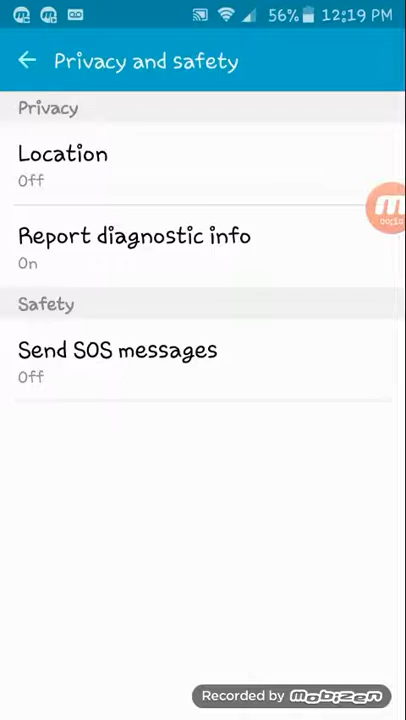 56% 12:19 PM
Privacy and safety
Privacy
Location
Off
Report diagnostic info
On
Safety
Send SOS messages
Off
Recorded by mobizen